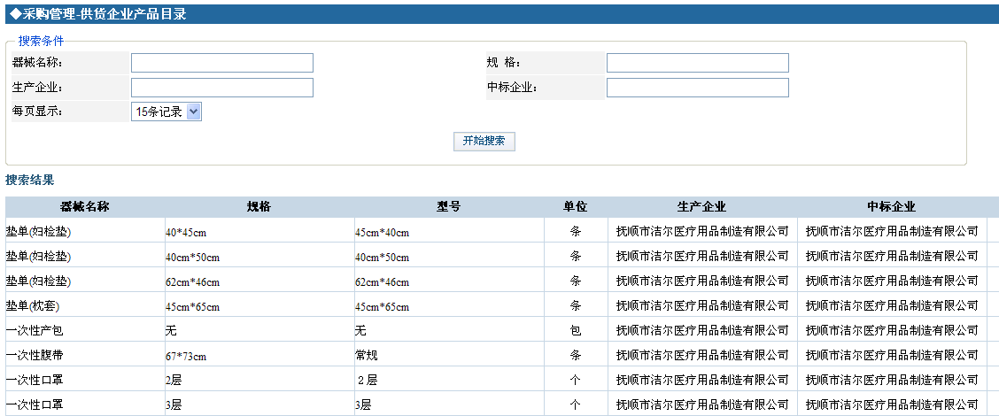 ◆采购管理-供货企业产品目录
搜索条件
器械名称： 规 格：
生产企业： 中标企业：
每页显示： 15条记录
开始搜索
搜索结果
器械名称 规格 型号 单位 生产企业 中标企业
垫单(妇检垫) 40*45cm 45cm*40cm 条 抚顺市洁尔医疗用品制造有限公司 抚顺市洁尔医疗用品制造有限公司
垫单(妇检垫) 40cm*50cm 40cm*50cm 条 抚顺市洁尔医疗用品制造有限公司 抚顺市洁尔医疗用品制造有限公司
垫单(妇检垫) 62cm*46cm 62cm*46cm 条 抚顺市洁尔医疗用品制造有限公司 抚顺市洁尔医疗用品制造有限公司
垫单(枕套) 45cm*65cm 45cm*65cm 条 抚顺市洁尔医疗用品制造有限公司 抚顺市洁尔医疗用品制造有限公司
一次性产包 无 无 包 抚顺市洁尔医疗用品制造有限公司 抚顺市洁尔医疗用品制造有限公司
一次性腹带 67*73cm 常规 条 抚顺市洁尔医疗用品制造有限公司 抚顺市洁尔医疗用品制造有限公司
一次性口罩 2层 ２层 个 抚顺市洁尔医疗用品制造有限公司 抚顺市洁尔医疗用品制造有限公司
一次性口罩 3层 3层 个 抚顺市洁尔医疗用品制造有限公司 抚顺市洁尔医疗用品制造有限公司